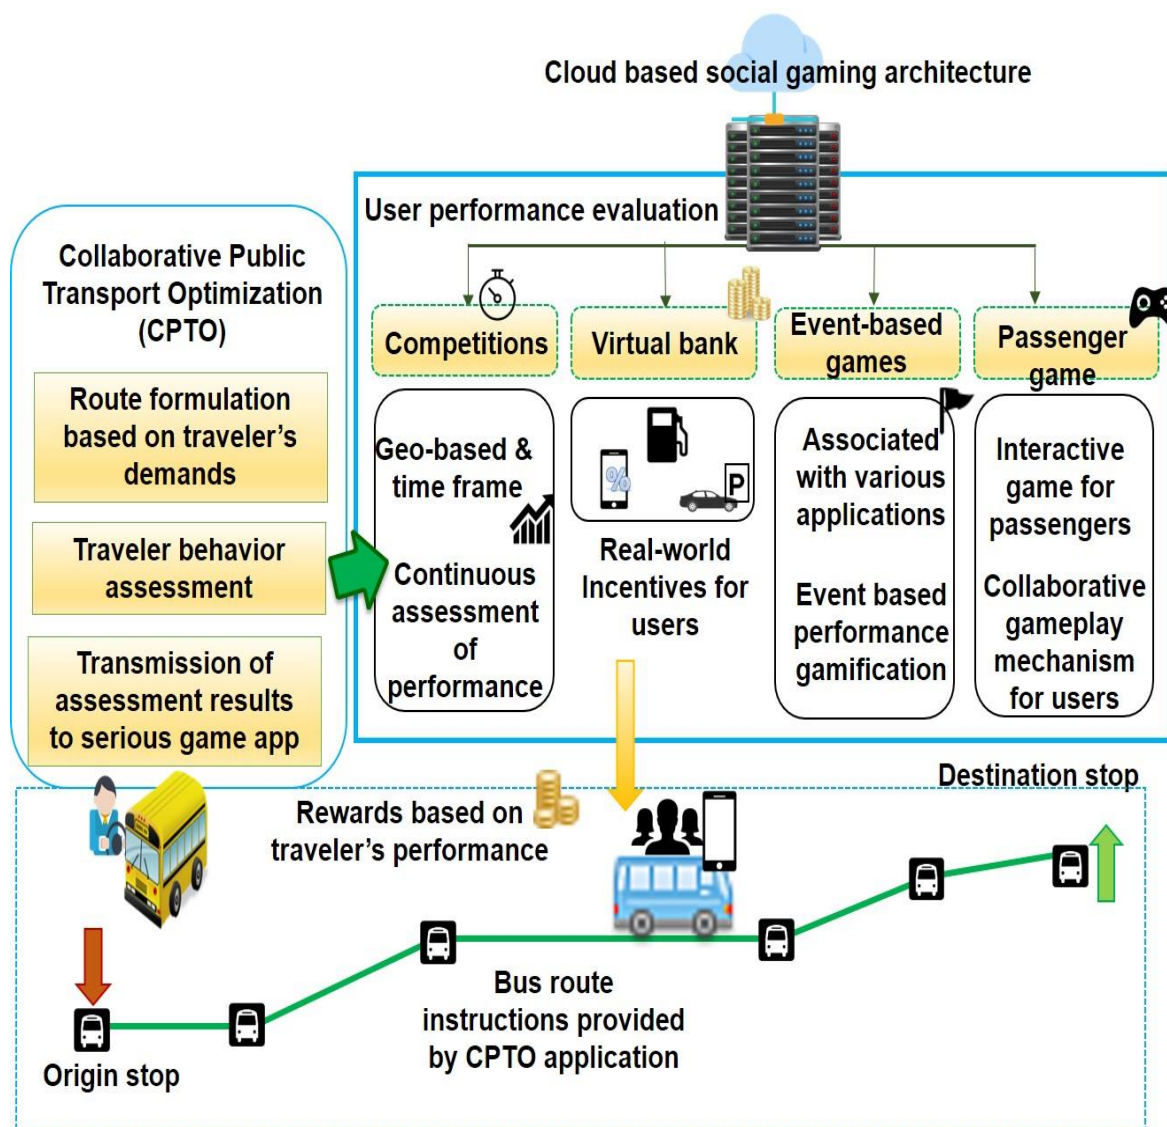 Cloud based social gaming architecture
User performance evaluation
Collaborative Public
Transport Optimization
(CPTO)
Route formulation
based on traveler's
demands
Traveler behavior
assessment
Transmission of
assessment results
to serious game app
Competitions
Geo-based &
time frame
Continuous
assessment
of
performance
Virtual bank
%
P
Real-world
Incentives for
users
Event-based
games
Associated
with various
applications
Event based
performance
gamification
Passenger
game
Interactive
game for
passengers
Collaborative
gameplay
mechanism
for users
Destination stop
Rewards based on
traveler's performance
Bus route
instructions provided
by CPTO application
Origin stop